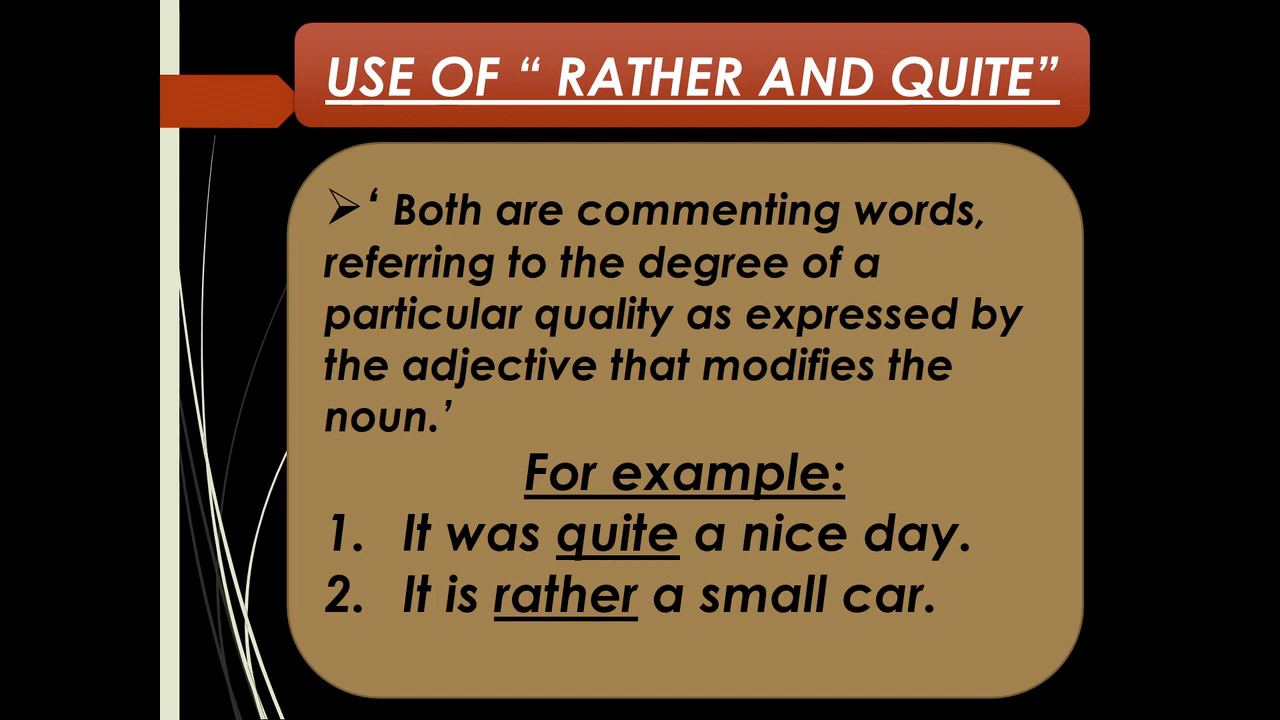 USE OF “ RATHER AND QUITE”
➢‘ Both are commenting words,
referring to the degree of a
particular quality as expressed by
the adjective that modifies the
noun.’
For example:
1. It was quite a nice day.
2. It is rather a small car.